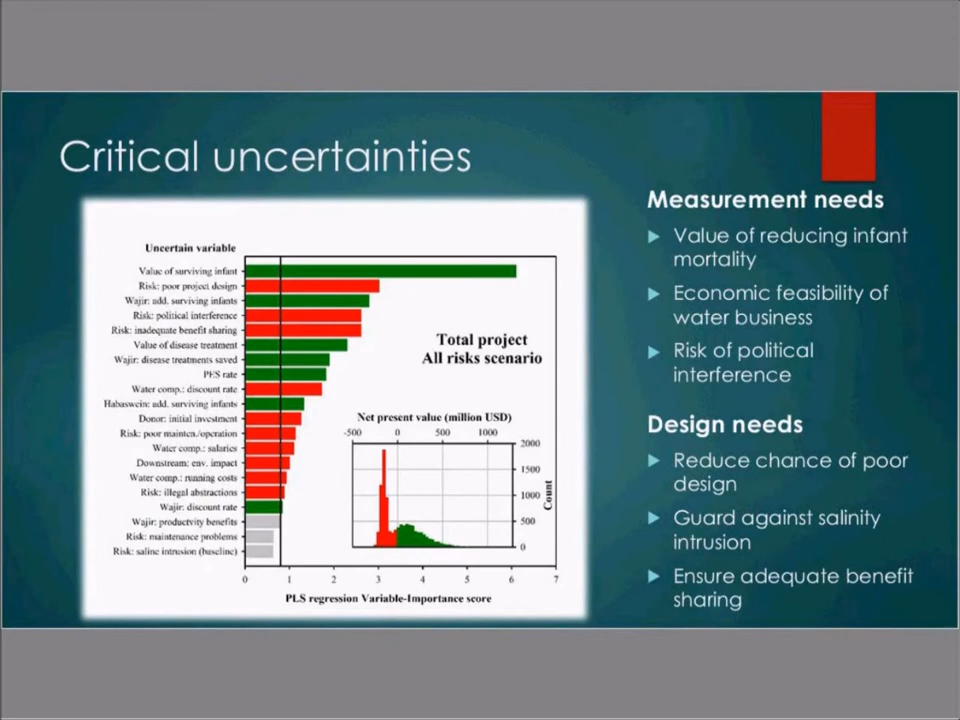 Critical uncertainties
Uncertain variable
Value of surviving infant
Risk: poor project design
Wajir: add. surviving infants
Risk: political interference
Risk: inadequate benefit sharing
Value of disease treatment
Wajir: disease treatments saved
PES rate
Water comp.: discount rate
Habaswein: add. surviving infants
Donor: initial investment
Risk: poor mainten./operation
Water comp.: salaries
Downstream: env. impact
Water comp.: running costs
Risk: illegal abstractions
Wajir: discount rate
Wajir: productvity benefits
Risk: maintenance problems
Risk: saline intrusion (baseline)
0 1 2 3 4 5 6 7
PLS regression Variable-Importance score
Total project
All risks scenario
Net present value (million USD)
-500 0 500 1000
2000
1500
1000
500
0
Count
Measurement needs
Value of reducing infant
mortality
Economic feasibility of
water business
Risk of political
interference
Design needs
Reduce chance of poor
design
Guard against salinity
intrusion
Ensure adequate benefit
sharing